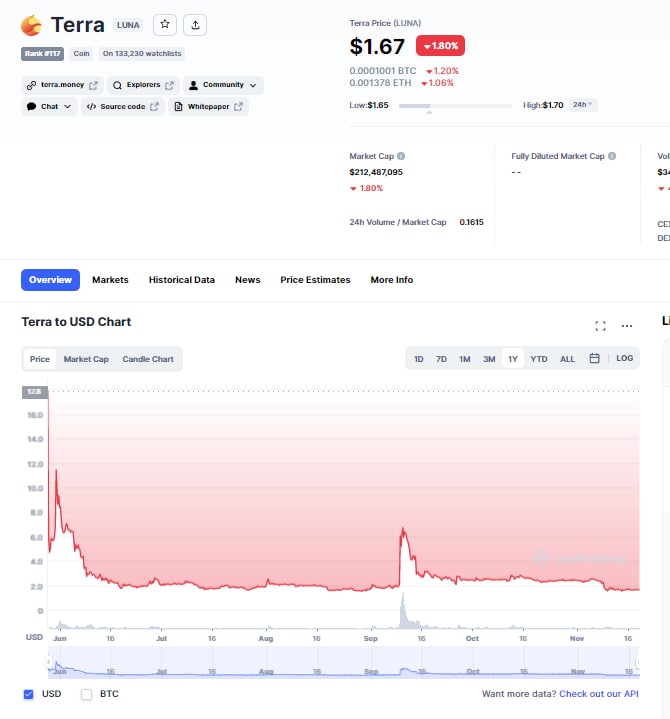 Terra LUNA
Rank #117 Coin On 133,230 watchlists
terra.money Explorers Community
Chat Source code Whitepaper
Terra Price (LUNA)
$1.67 1.80%
0.0001001 BTC 1.20%
0.001378 ETH 1.06%
Low:$1.65 High:$1.70 24h
Market Cap
$212,487,095
1.80%
24h Volume / Market Cap 0.1615
Fully Diluted Market Cap
- -
Vol
$34
CEX
DEX
Overview Markets Historical Data News Price Estimates More Info
Terra to USD Chart
Price Market Cap Candle Chart
1D 7D 1M 3M 1Y YTD ALL LOG
17.8
16.0
14.0
12.0
10.0
8.0
6.0
4.0
2.0
0
USD Jun 16 Jul 16 Aug 16 Sep 16 Oct 16 Nov 16
Jun 16 Jul 16 Aug 16 Sep 16 Oct 16 Nov 16
USD BTC
Want more data? Check out our API